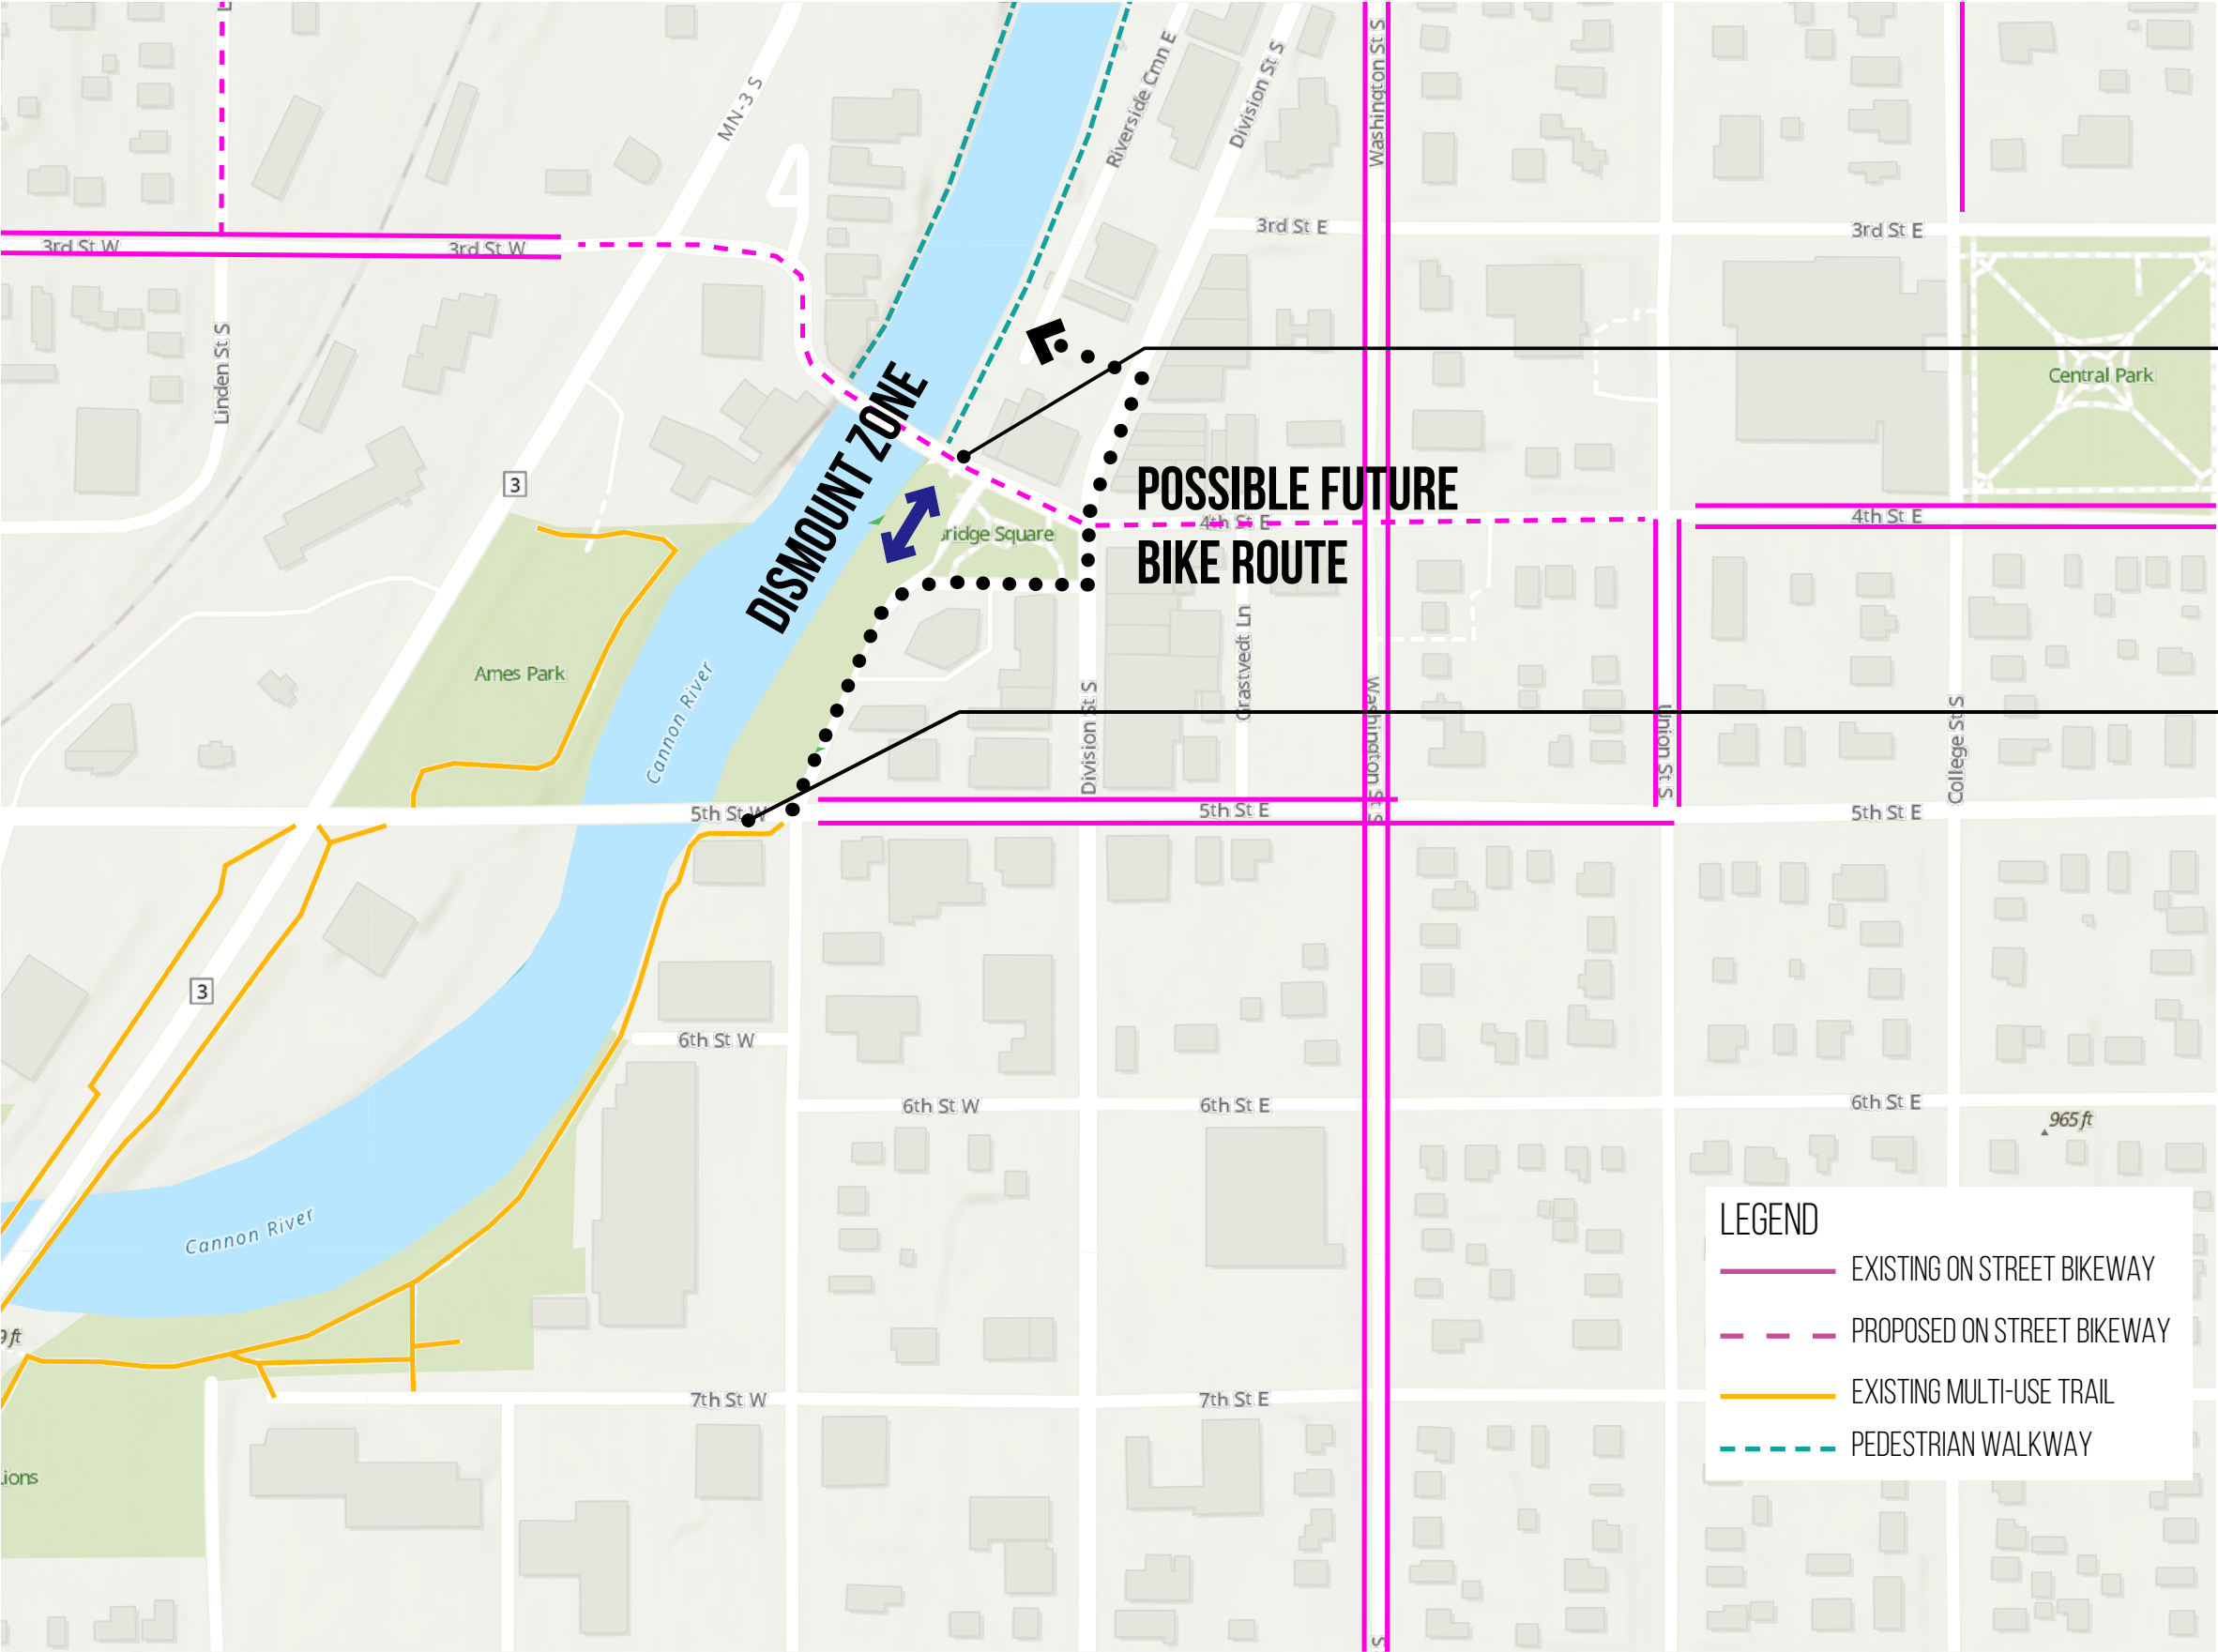 MN-3 S
Riverside Cmn E
Division St S
Washington St S
3rd St W
3rd St W
3rd St E
3rd St E
Linden St S
Central Park
3
DISMOUNT ZONE
POSSIBLE FUTURE
BIKE ROUTE
4th St E
4th St E
Bridge Square
Ames Park
Cannon River
Grastvedt Ln
Division St S
Washington St S
Union St S
College St S
5th St W
5th St E
5th St E
3
6th St W
6th St W
6th St E
6th St E
965 ft
Cannon River
9 ft
7th St W
7th St E
Lions
S
LEGEND
EXISTING ON STREET BIKEWAY
PROPOSED ON STREET BIKEWAY
EXISTING MULTI-USE TRAIL
PEDESTRIAN WALKWAY